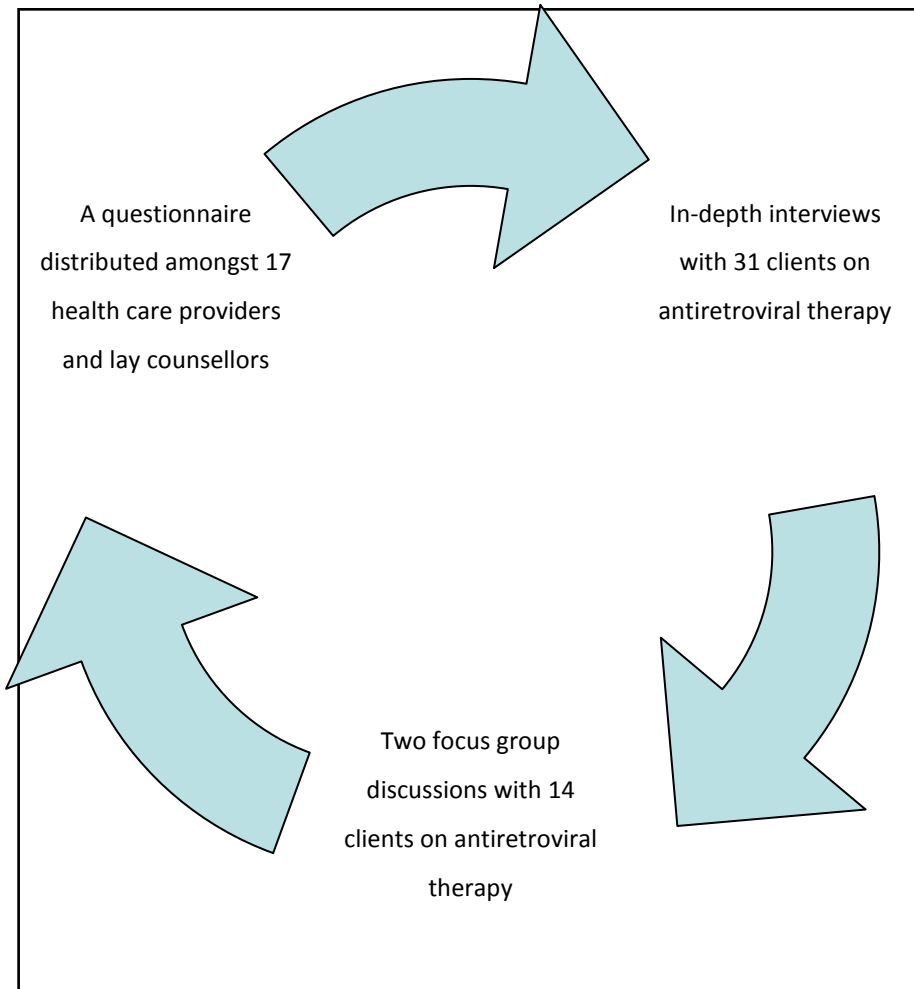 A questionnaire
distributed amongst 17
health care providers
and lay counsellors
In-depth interviews
with 31 clients on
antiretroviral therapy
Two focus group
discussions with 14
clients on antiretroviral
therapy